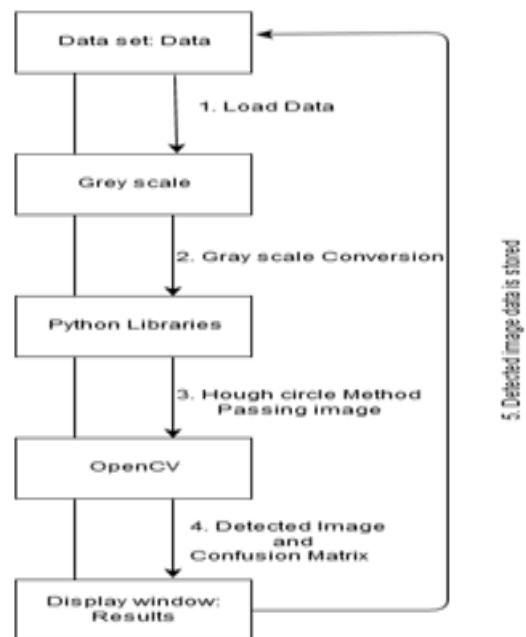 Data set: Data
1. Load Data
Grey scale
2. Gray scale Conversion
Python Libraries
3. Hough circle Method
Passing image
OpenCV
4. Detected Image
and
Confusion Matrix
Display window:
Results
5. Detected image data is stored